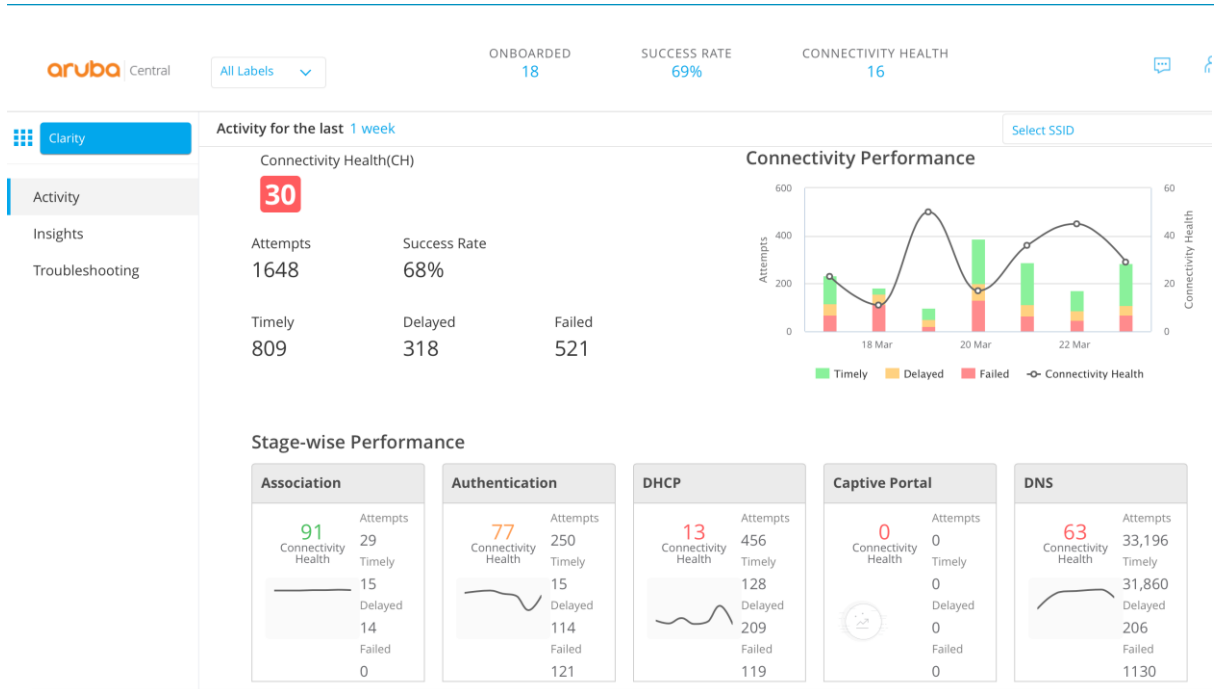 ONBOARDED SUCCESS RATE CONNECTIVITY HEALTH
aruba Central All Labels 18 69% 16
Clarity
Activity for the last 1 week Select SSID
Activity
Insights
Troubleshooting
Connectivity Health(CH)
30
Attempts Success Rate
1648 68%
Timely Delayed Failed
809 318 521
Connectivity Performance
600 60
400 40
200 20
0 0
Attempts
Connectivity Health
18 Mar 20 Mar 22 Mar
Timely Delayed Failed Connectivity Health
Stage-wise Performance
Association
91
Connectivity
Health
Attempts
29
Timely
15
Delayed
14
Failed
0
Authentication
77
Connectivity
Health
Attempts
250
Timely
15
Delayed
114
Failed
121
DHCP
13
Connectivity
Health
Attempts
456
Timely
128
Delayed
209
Failed
119
Captive Portal
0
Connectivity
Health
Attempts
0
Timely
0
Delayed
0
Failed
0
DNS
63
Connectivity
Health
Attempts
33,196
Timely
31,860
Delayed
206
Failed
1130